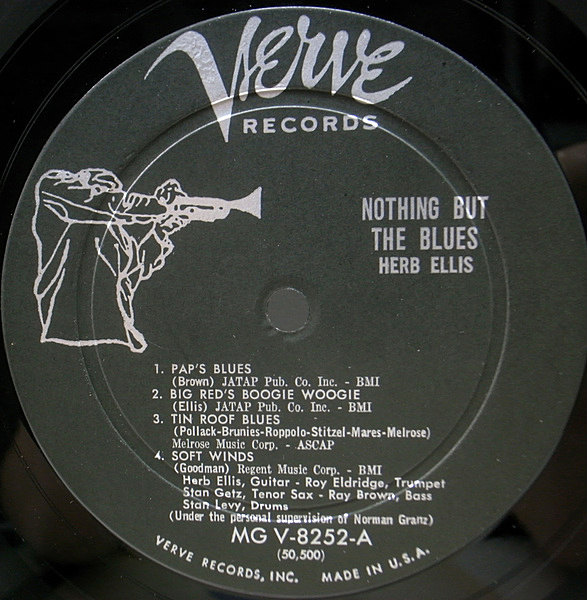 Verve
RECORDS
NOTHING BUT
THE BLUES
HERB ELLIS
1. PAP'S BLUES
(Brown) JATAP Pub. Co. Inc. - BMI
2. BIG RED'S BOOGIE WOOGIE
(Ellis) JATAP Pub. Co. Inc. - BMI
3. TIN ROOF BLUES
(Pollack-Brunies-Roppolo-Stitzel-Mares-Melrose)
Melrose Music Corp. - ASCAP
4. SOFT WINDS
(Goodman) Regent Music Corp. - BMI
Herb Ellis, Guitar - Roy Eldridge, Trumpet
Stan Getz, Tenor Sax - Ray Brown, Bass
Stan Levy, Drums
(Under the personal supervision of Norman Granz)
MG V-8252-A
(50,500)
VERVE RECORDS, INC. MADE IN U.S.A.